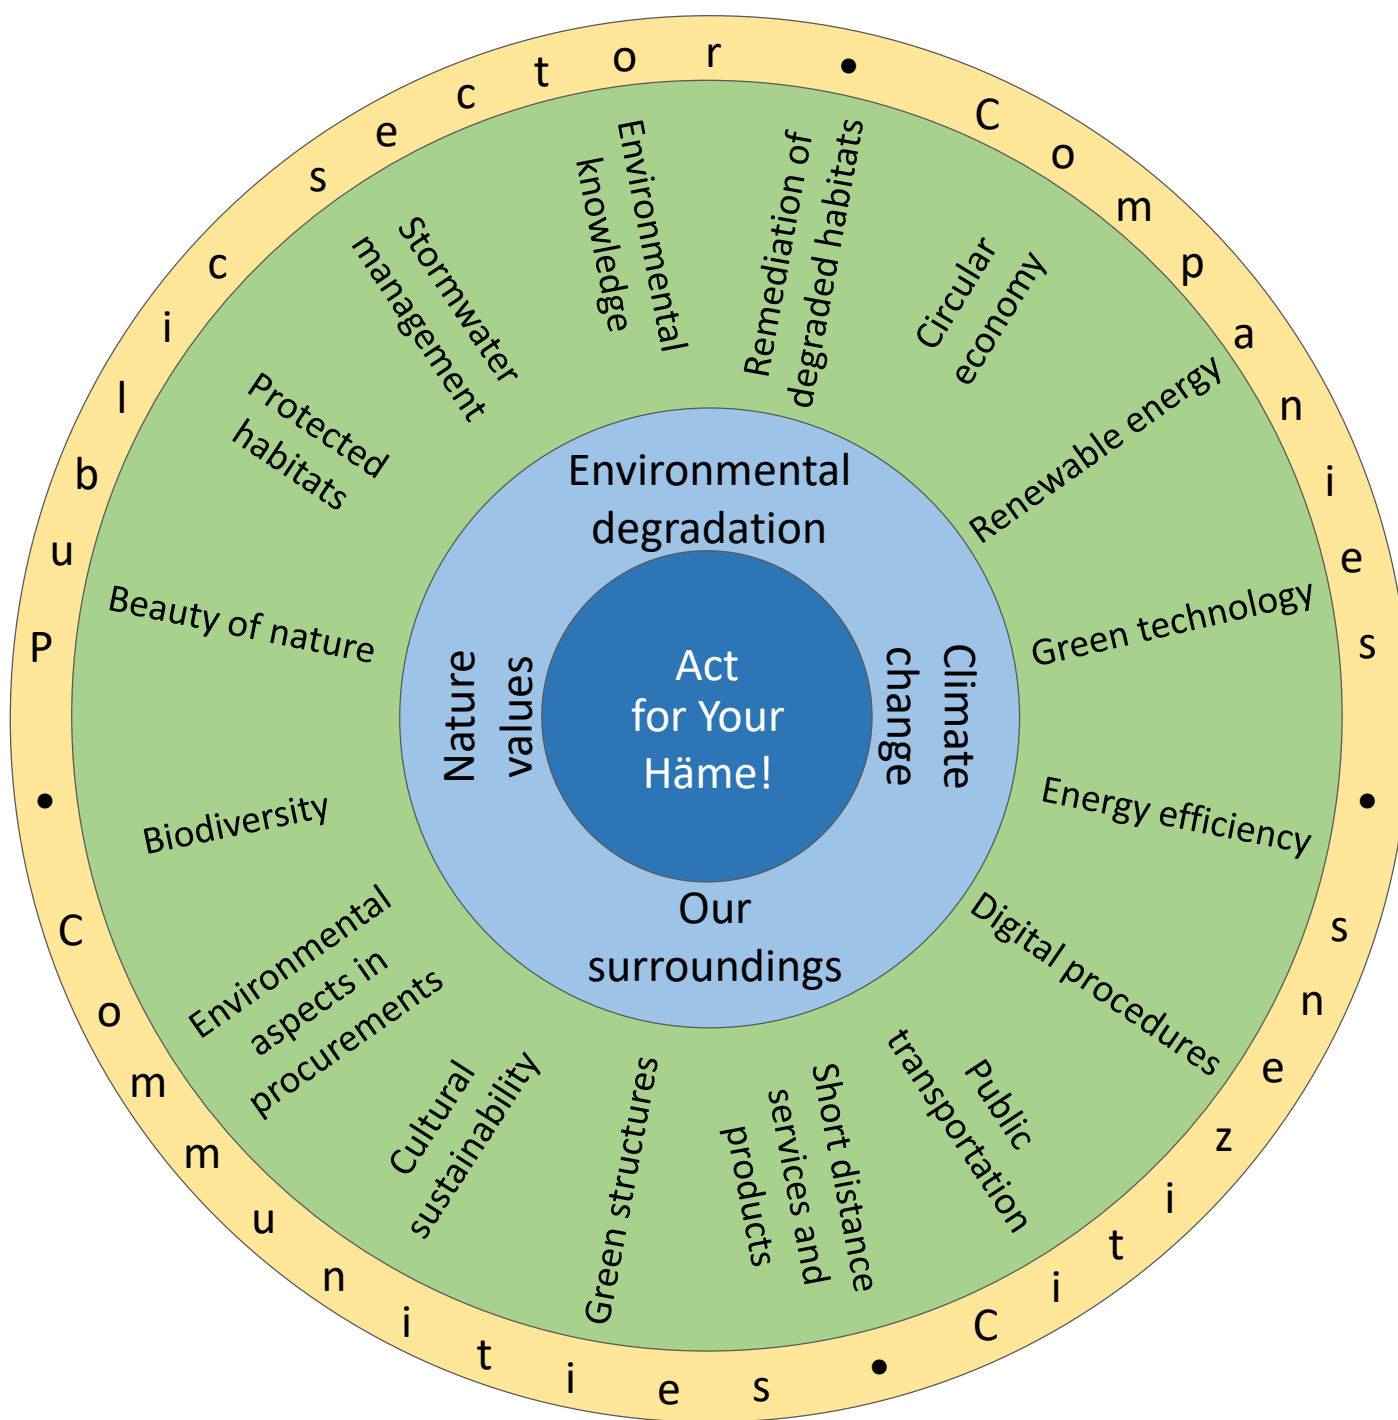 Public sector • Companies • Citizens • Communities •
Environmental
knowledge
Remediation of
degraded habitats
Circular
economy
Renewable energy
Green technology
Energy efficiency
Digital procedures
Public
transportation
Short distance
services and
products
Green structures
Cultural
sustainability
Environmental
aspects in
procurements
Biodiversity
Beauty of nature
Protected
habitats
Stormwater
management
Environmental
degradation
Climate
change
Our
surroundings
Nature
values
Act
for Your
Häme!